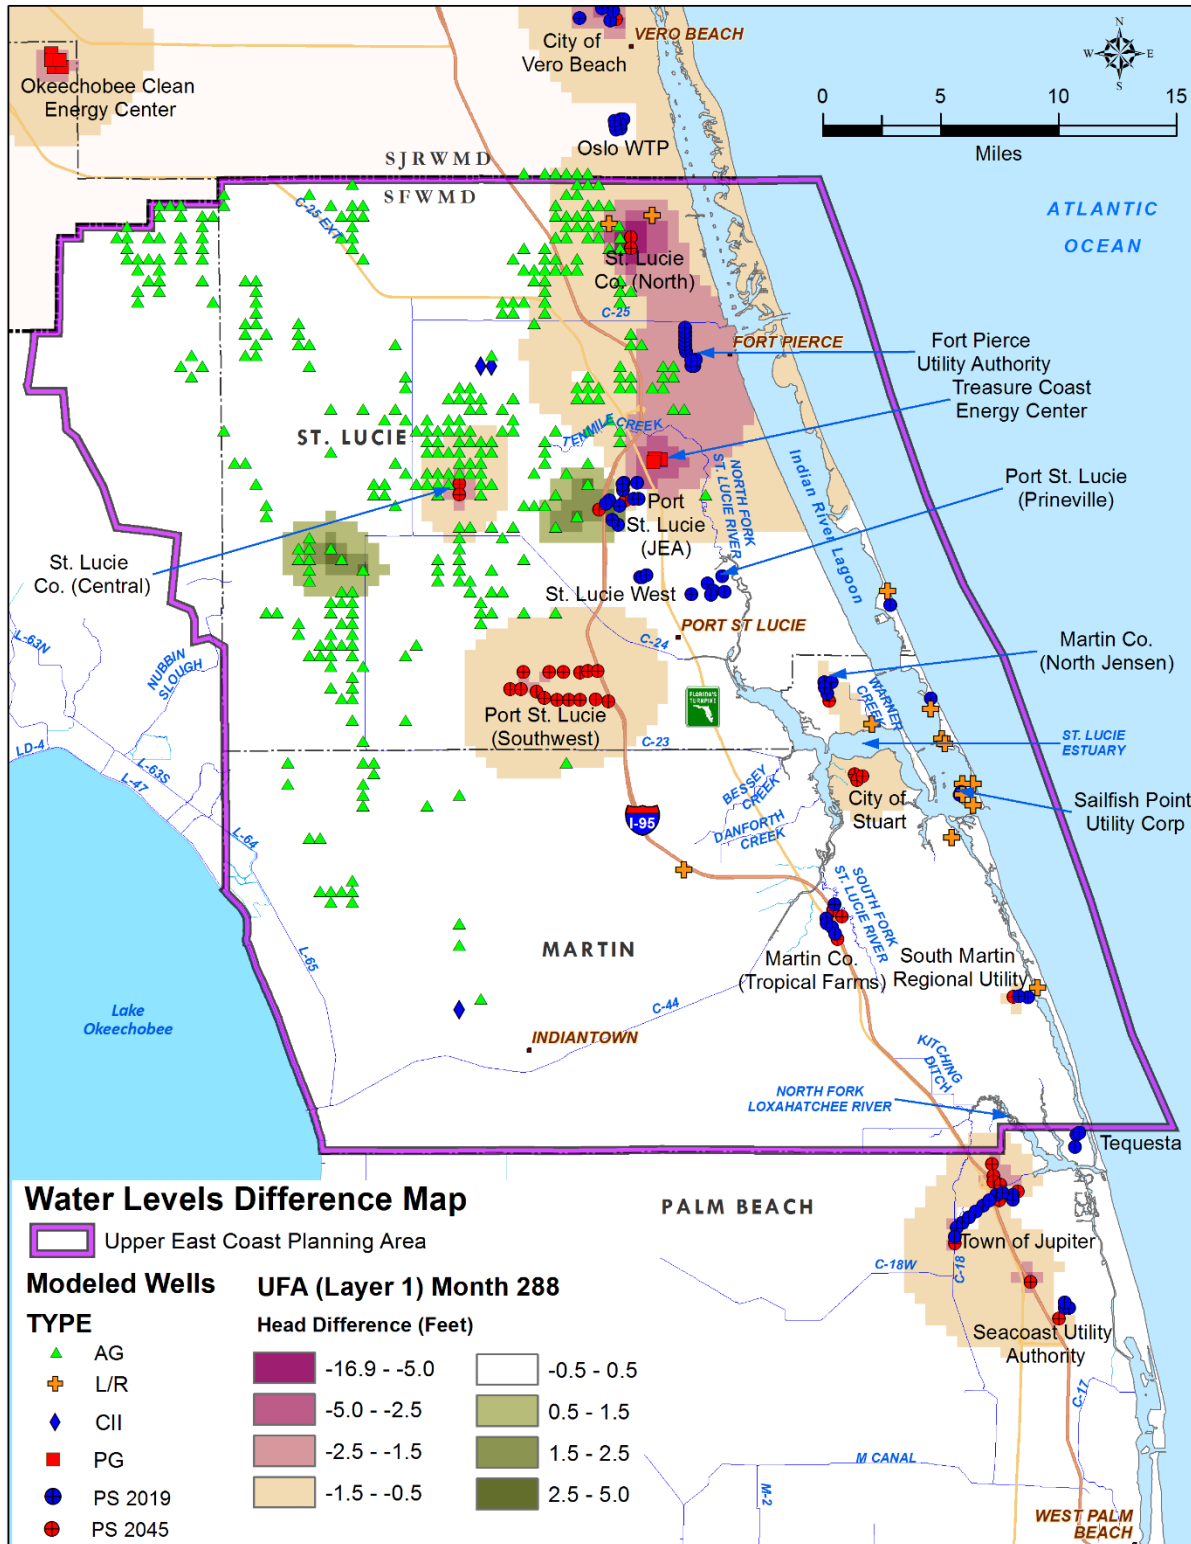 City of
Vero Beach
VERO BEACH
Okeechobee Clean
Energy Center
N
W
E
S
0
5
10
15
Miles
Oslo WTP
SJRWMD
SFWMD
C-25 EXT
ATLANTIC
OCEAN
St. Lucie
Co. (North)
C-25
FORT PIERCE
Fort Pierce
Utility Authority
Treasure Coast
Energy Center
ST. LUCIE
TENMILE CREEK
NORTH FORK
ST. LUCIE RIVER
Indian River Lagoon
Port St. Lucie
(Prineville)
Port
St. Lucie
(JEA)
St. Lucie
Co. (Central)
St. Lucie West
PORT ST LUCIE
C-24
L-63N
NUBBIN
SLOUGH
Martin Co.
(North Jensen)
WARNER
CREEK
FLORIDA'S
TURNPIKE
Port St. Lucie
(Southwest)
C-23
ST. LUCIE
ESTUARY
LD-4
L-63S
L-47
BESSEY
CREEK
City of
Stuart
Sailfish Point
Utility Corp
I-95
DANFORTH
CREEK
L-64
SOUTH FORK
ST. LUCIE RIVER
MARTIN
L-65
Martin Co.
(Tropical Farms)
South Martin
Regional Utility
C-44
Lake
Okeechobee
INDIANTOWN
KITCHING
DITCH
NORTH FORK
LOXAHATCHEE RIVER
Tequesta
Water Levels Difference Map
PALM BEACH
Upper East Coast Planning Area
Town of Jupiter
C-18W
C-18
Modeled Wells
UFA (Layer 1) Month 288
TYPE
Head Difference (Feet)
Seacoast Utility
Authority
AG
-16.9 - -5.0
-0.5 - 0.5
L/R
-5.0 - -2.5
0.5 - 1.5
C-17
CII
-2.5 - -1.5
1.5 - 2.5
PG
M CANAL
PS 2019
-1.5 - -0.5
2.5 - 5.0
M-2
PS 2045
WEST PALM
BEACH